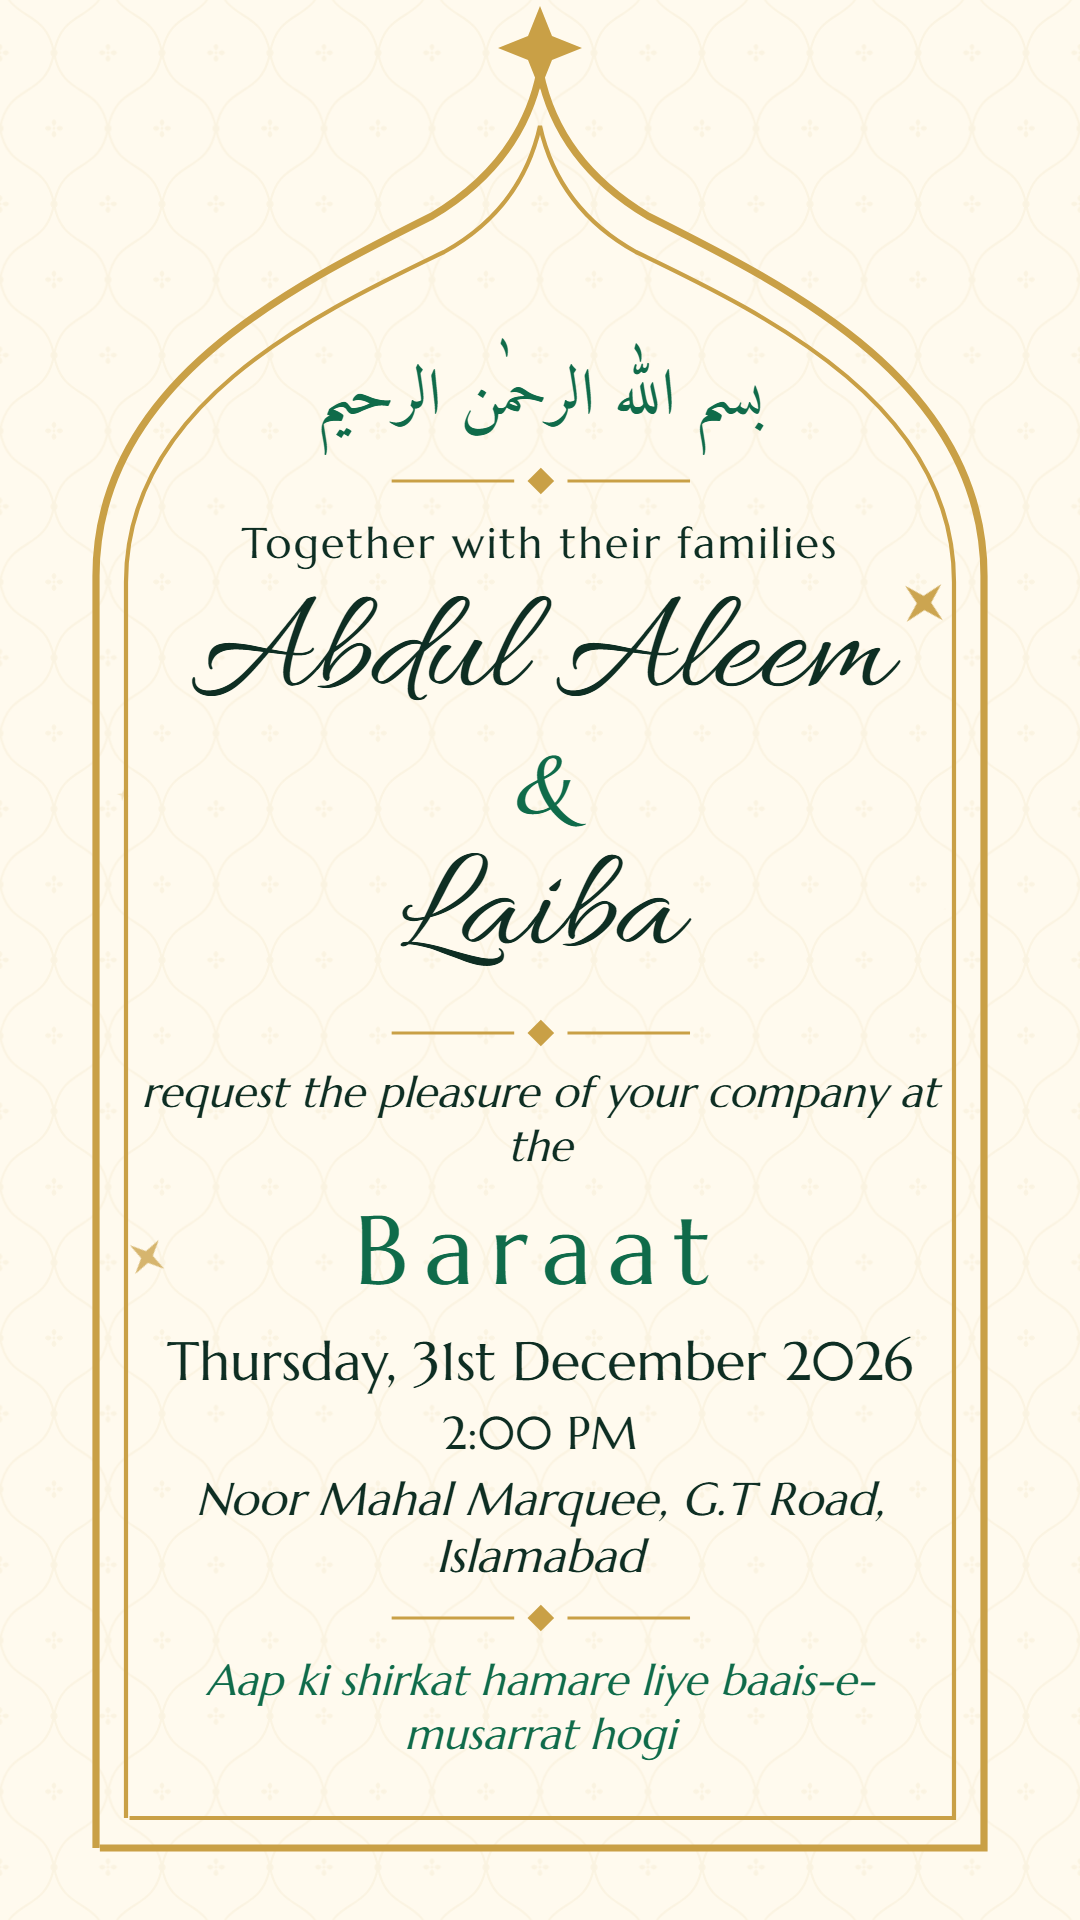 بسم الله الرحمٰن الرحيم
Together with their families
Abdul Aleem
&
Laiba
request the pleasure of your company at
the
Baraat
Thursday, 31st December 2026
2:00 PM
Noor Mahal Marquee, G.T Road,
Islamabad
Aap ki shirkat hamare liye baais-e-
musarrat hogi